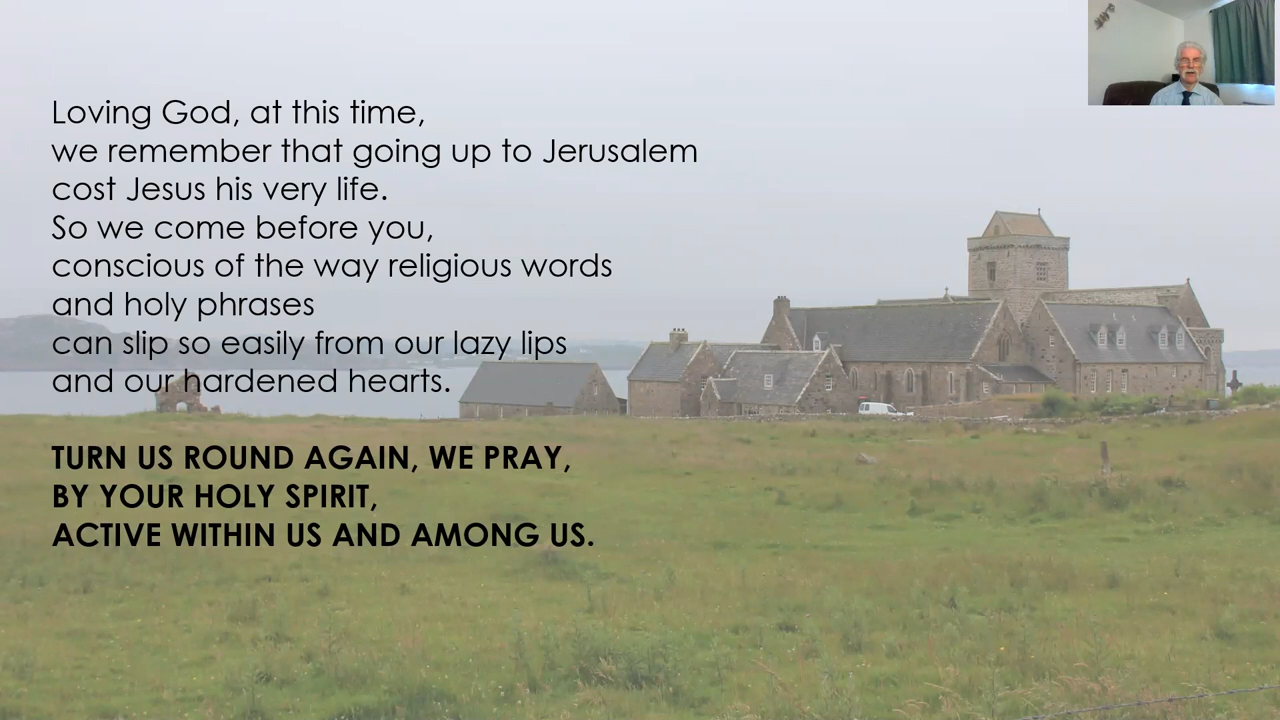 Loving God, at this time,
we remember that going up to Jerusalem
cost Jesus his very life.
So we come before you,
conscious of the way religious words
and holy phrases
can slip so easily from our lazy lips
and our hardened hearts.
TURN US ROUND AGAIN, WE PRAY,
BY YOUR HOLY SPIRIT,
ACTIVE WITHIN US AND AMONG US.